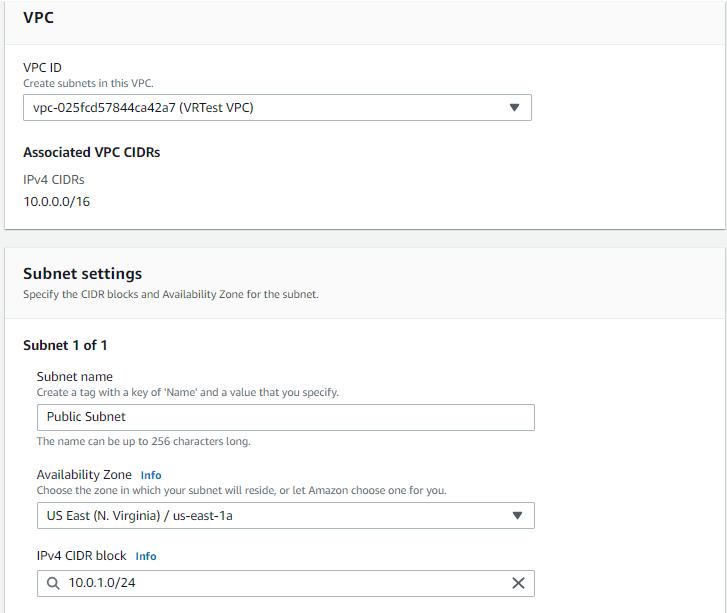 VPC
VPC ID
Create subnets in this VPC.
vpc-025fcd57844ca42a7 (VRTest VPC)
Associated VPC CIDRs
IPv4 CIDRs
10.0.0.0/16
Subnet settings
Specify the CIDR blocks and Availability Zone for the subnet.
Subnet 1 of 1
Subnet name
Create a tag with a key of 'Name' and a value that you specify.
Public Subnet
The name can be up to 256 characters long.
Availability Zone Info
Choose the zone in which your subnet will reside, or let Amazon choose one for you.
US East (N. Virginia) / us-east-1a
IPv4 CIDR block Info
10.0.1.0/24